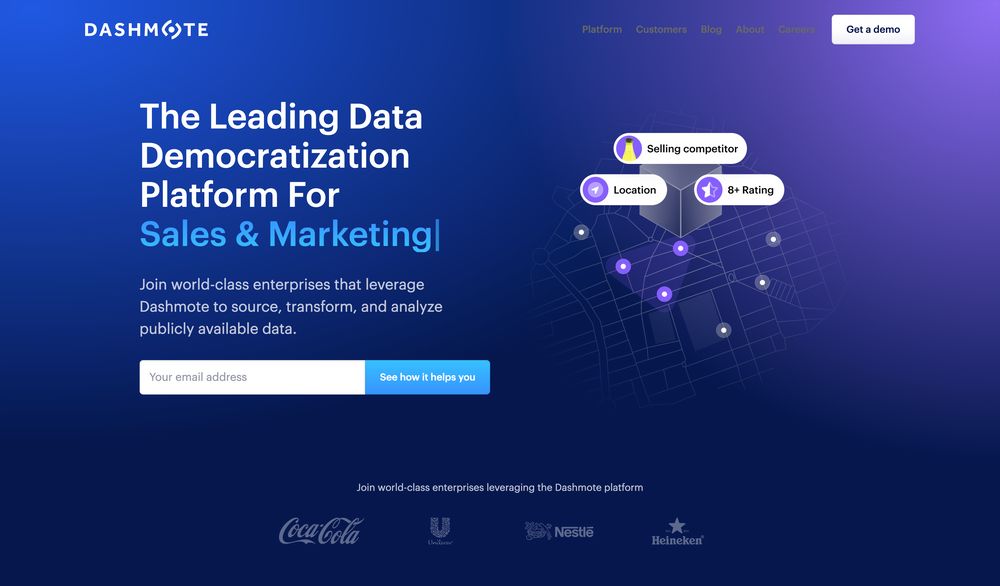 DASHMOTE
Platform Customers Blog About Careers Get a demo
The Leading Data
Democratization
Platform For
Sales & Marketing|
Join world-class enterprises that leverage
Dashmote to source, transform, and analyze
publicly available data.
Your email address See how it helps you
Selling competitor
Location 8+ Rating
Join world-class enterprises leveraging the Dashmote platform
Coca-Cola Unilever Nestlé Heineken